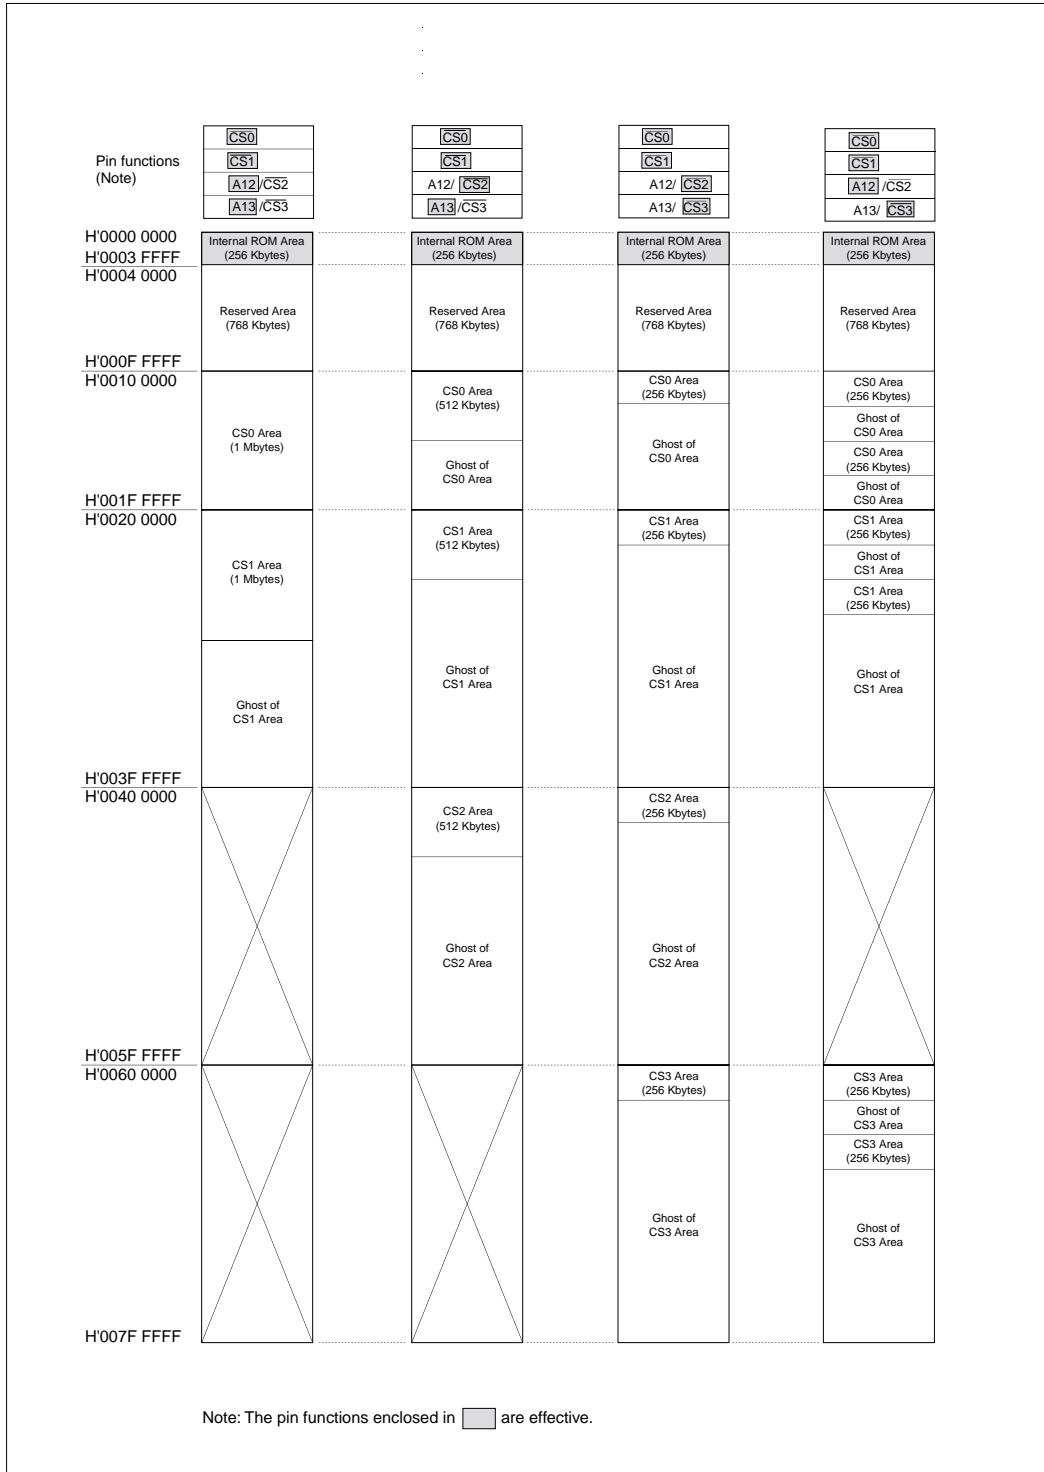 Pin functions
(Note)
CS0
CS1
A12/CS2
A13/CS3
CS0
CS1
A12/ CS2
A13/CS3
CS0
CS1
A12/ CS2
A13/ CS3
CS0
CS1
A12 /CS2
A13/ CS3
H'0000 0000
H'0003 FFFF
H'0004 0000
H'000F FFFF
H'0010 0000
H'001F FFFF
H'0020 0000
H'003F FFFF
H'0040 0000
H'005F FFFF
H'0060 0000
H'007F FFFF
Internal ROM Area
(256 Kbytes)
Reserved Area
(768 Kbytes)
CS0 Area
(1 Mbytes)
CS1 Area
(1 Mbytes)
Ghost of
CS1 Area
Internal ROM Area
(256 Kbytes)
Reserved Area
(768 Kbytes)
CS0 Area
(512 Kbytes)
Ghost of
CS0 Area
CS1 Area
(512 Kbytes)
Ghost of
CS1 Area
CS2 Area
(512 Kbytes)
Ghost of
CS2 Area
Internal ROM Area
(256 Kbytes)
Reserved Area
(768 Kbytes)
CS0 Area
(256 Kbytes)
Ghost of
CS0 Area
CS1 Area
(256 Kbytes)
Ghost of
CS1 Area
CS2 Area
(256 Kbytes)
Ghost of
CS2 Area
CS3 Area
(256 Kbytes)
Ghost of
CS3 Area
Internal ROM Area
(256 Kbytes)
Reserved Area
(768 Kbytes)
CS0 Area
(256 Kbytes)
Ghost of
CS0 Area
CS0 Area
(256 Kbytes)
Ghost of
CS0 Area
CS1 Area
(256 Kbytes)
Ghost of
CS1 Area
CS1 Area
(256 Kbytes)
Ghost of
CS1 Area
CS3 Area
(256 Kbytes)
Ghost of
CS3 Area
CS3 Area
(256 Kbytes)
Ghost of
CS3 Area
Note: The pin functions enclosed in are effective.